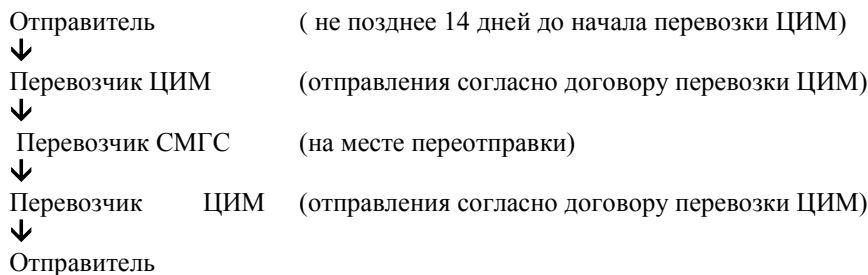 Отправитель ( не позднее 14 дней до начала перевозки ЦИМ)
↓
Перевозчик ЦИМ (отправления согласно договору перевозки ЦИМ)
↓
Перевозчик СМГС (на месте переотправки)
↓
Перевозчик ЦИМ (отправления согласно договору перевозки ЦИМ)
↓
Отправитель